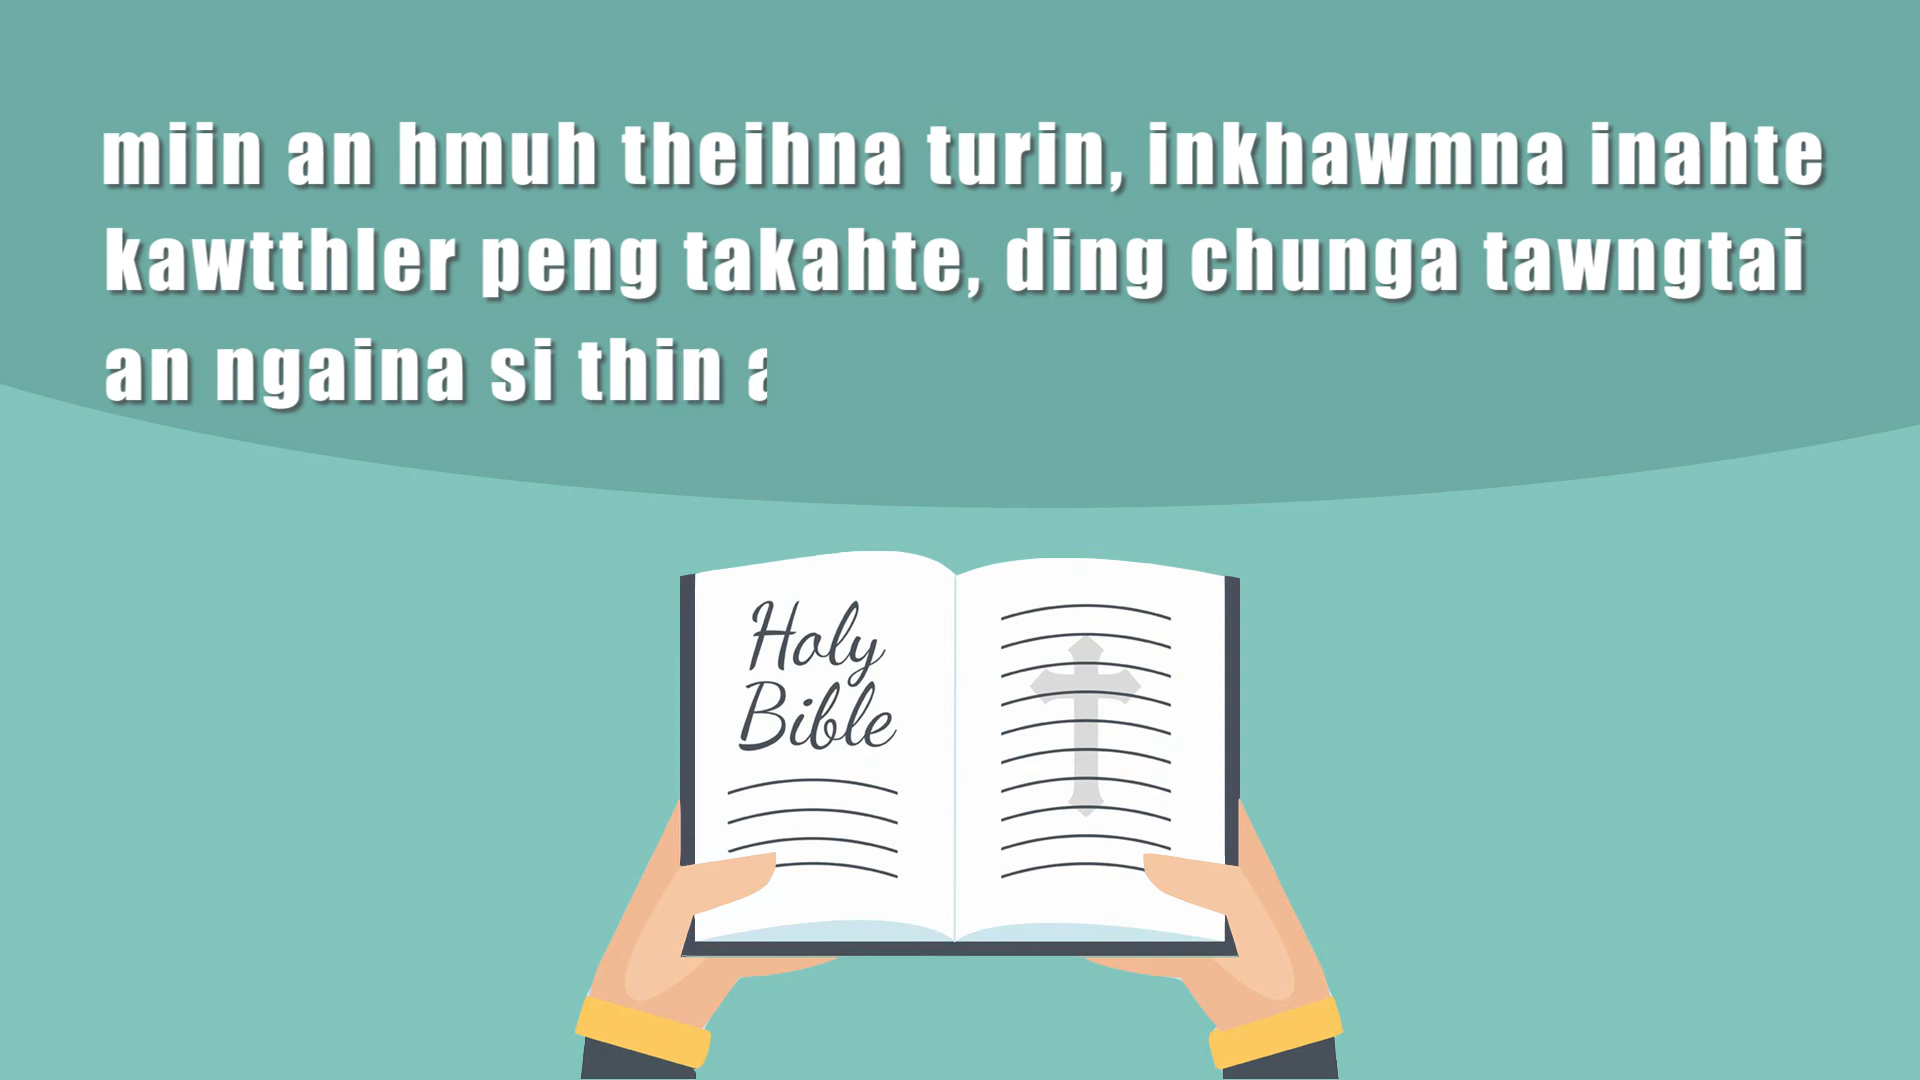 miin an hmuh theihna turin, inkhawmna inahte
kawtthler peng takahte, ding chunga tawngtai
an ngaina si thin
Holy
Bible